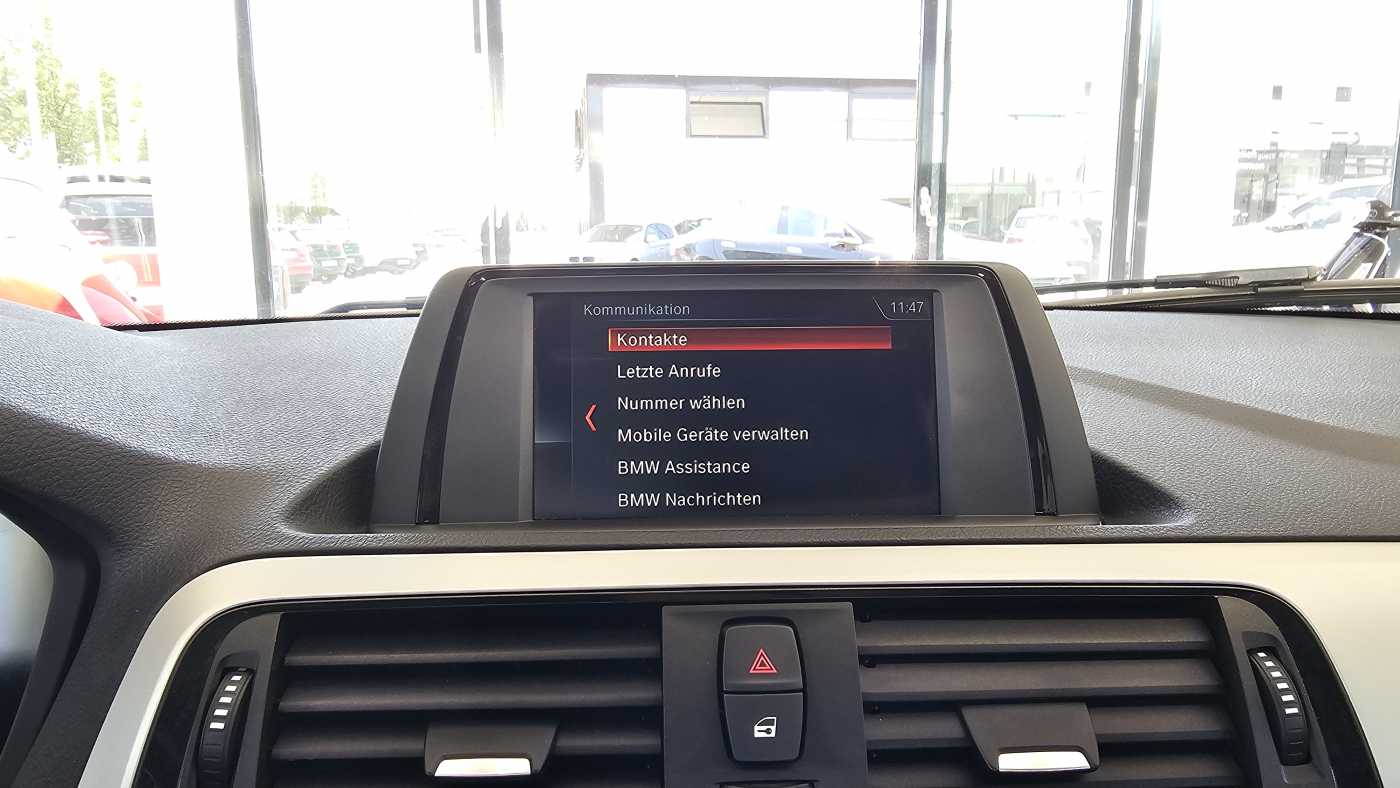 Kommunikation
11:47
Kontakte
Letzte Anrufe
Nummer wählen
Mobile Geräte verwalten
BMW Assistance
BMW Nachrichten